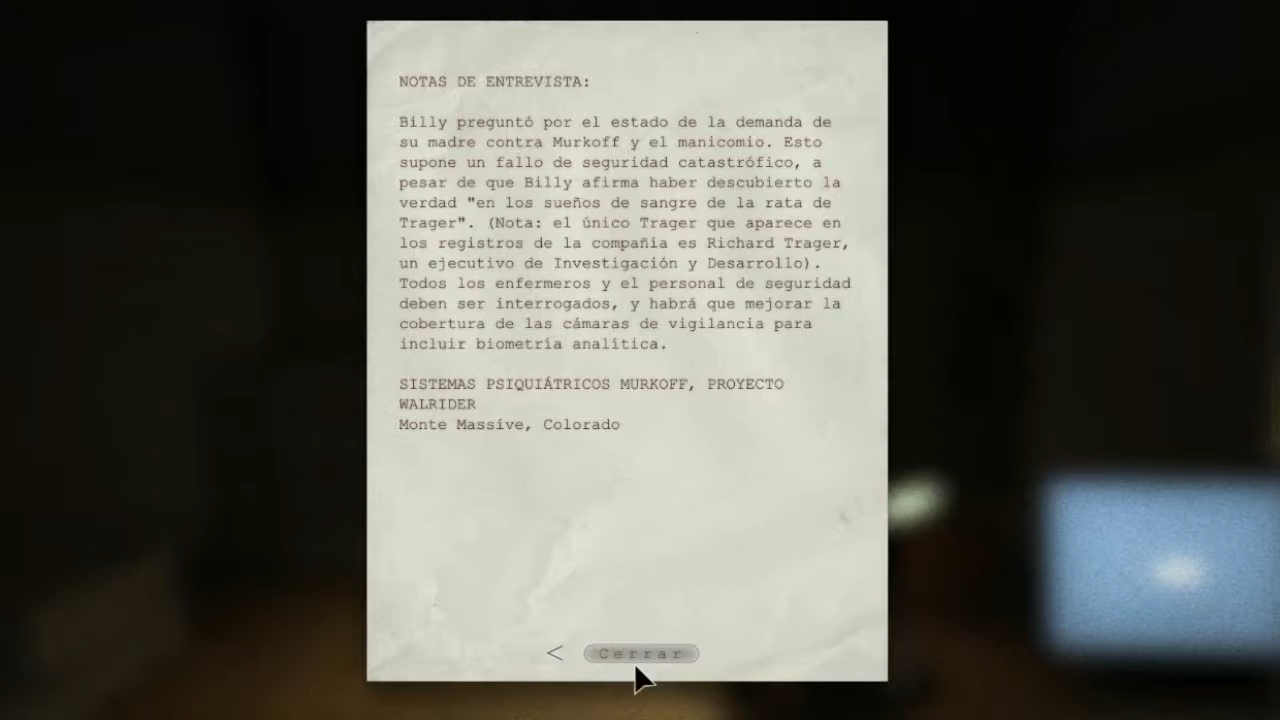 NOTAS DE ENTREVISTA:
Billy preguntó por el estado de la demanda de
su madre contra Murkoff y el manicomio. Esto
supone un fallo de seguridad catastrófico, a
pesar de que Billy afirma haber descubierto la
verdad "en los sueños de sangre de la rata de
Trager". (Nota: el único Trager que aparece en
los registros de la compañia es Richard Trager,
un ejecutivo de Investigación y Desarrollo).
Todos los enfermeros y el personal de seguridad
deben ser interrogados, y habrá que mejorar la
cobertura de las cámaras de vigilancia para
incluir biometría analítica.
SISTEMAS PSIQUIÁTRICOS MURKOFF, PROYECTO
WALRIDER
Monte Massive, Colorado
< Cerrar